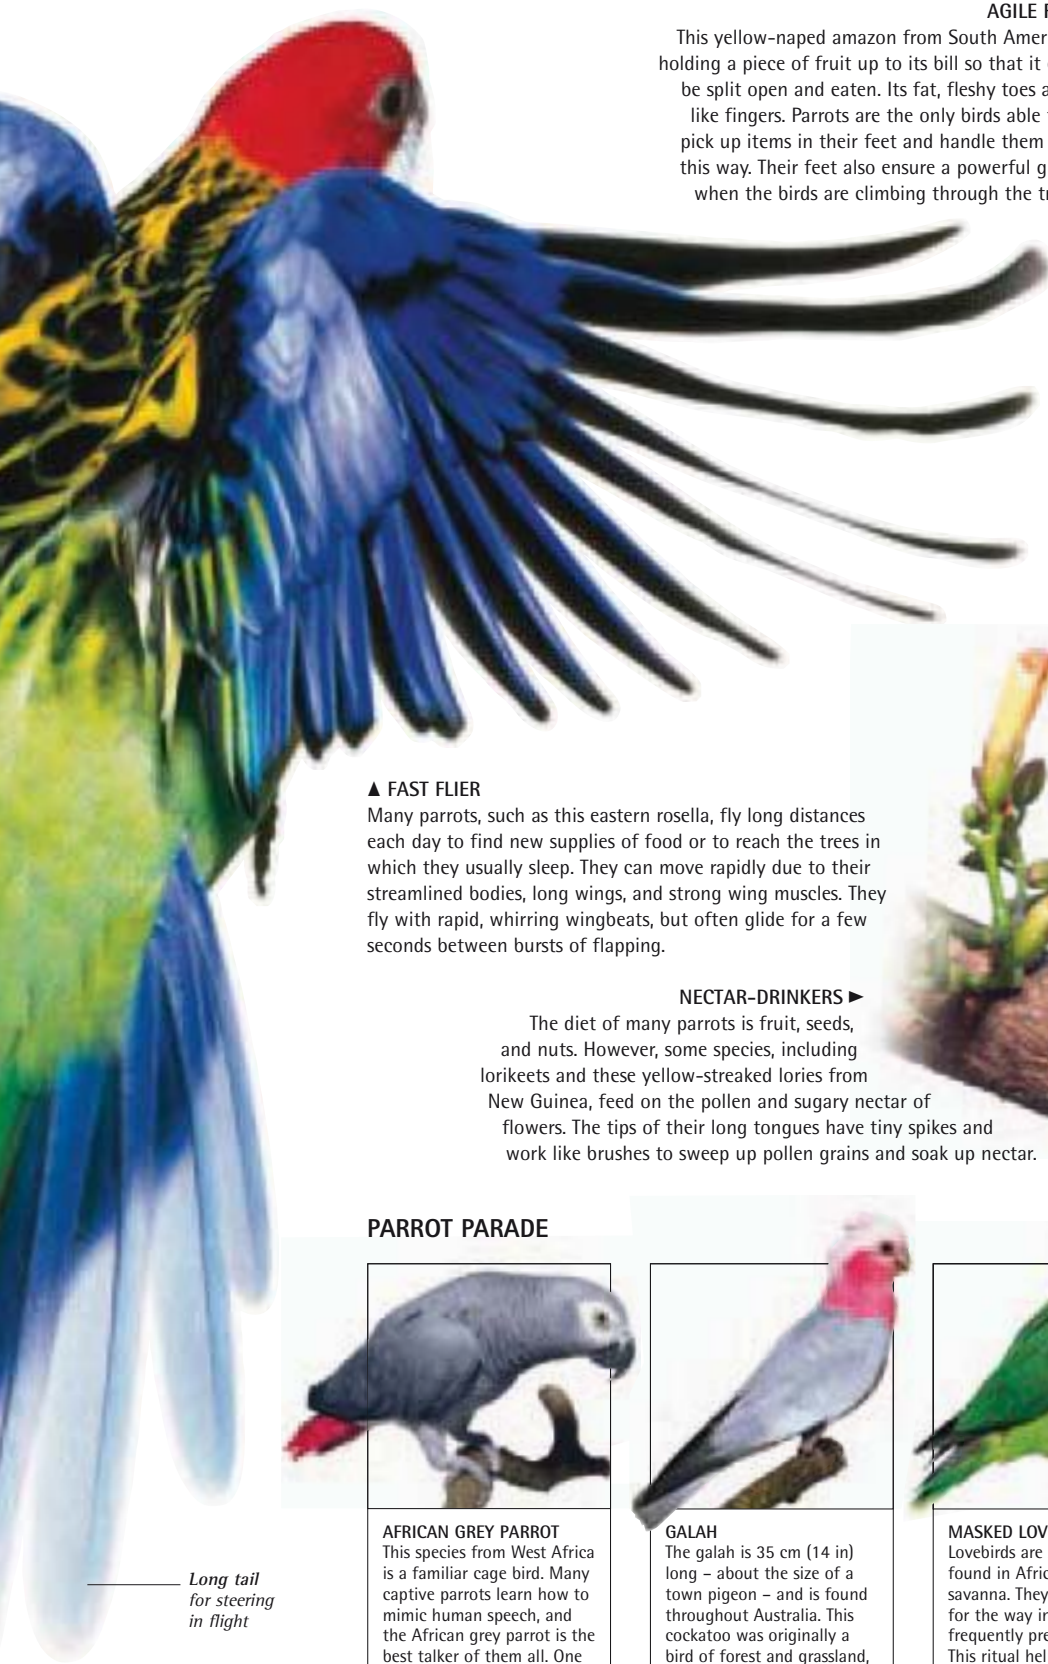 AGILE
This yellow-naped amazon from South
holding a piece of fruit up to its bill so that it
be split open and eaten. Its fat, fleshy toes
like fingers. Parrots are the only birds able
pick up items in their feet and handle them
this way. Their feet also ensure a powerful
when the birds are climbing through the
▲ FAST FLIER
Many parrots, such as this eastern rosella, fly long distances
each day to find new supplies of food or to reach the trees in
which they usually sleep. They can move rapidly due to their
streamlined bodies, long wings, and strong wing muscles. They
fly with rapid, whirring wingbeats, but often glide for a few
seconds between bursts of flapping.
NECTAR-DRINKERS ►
The diet of many parrots is fruit, seeds,
and nuts. However, some species, including
lorikeets and these yellow-streaked lories from
New Guinea, feed on the pollen and sugary nectar of
flowers. The tips of their long tongues have tiny spikes and
work like brushes to sweep up pollen grains and soak up nectar.
PARROT PARADE
AFRICAN GREY PARROT
This species from West Africa
is a familiar cage bird. Many
captive parrots learn how to
mimic human speech, and
the African grey parrot is the
best talker of them all. One
GALAH
The galah is 35 cm (14 in)
long – about the size of a
town pigeon – and is found
throughout Australia. This
cockatoo was originally a
bird of forest and grassland,
MASKED
Lovebirds are
found in
savanna. They
for the way
frequently
This ritual
Long tail
for steering
in flight